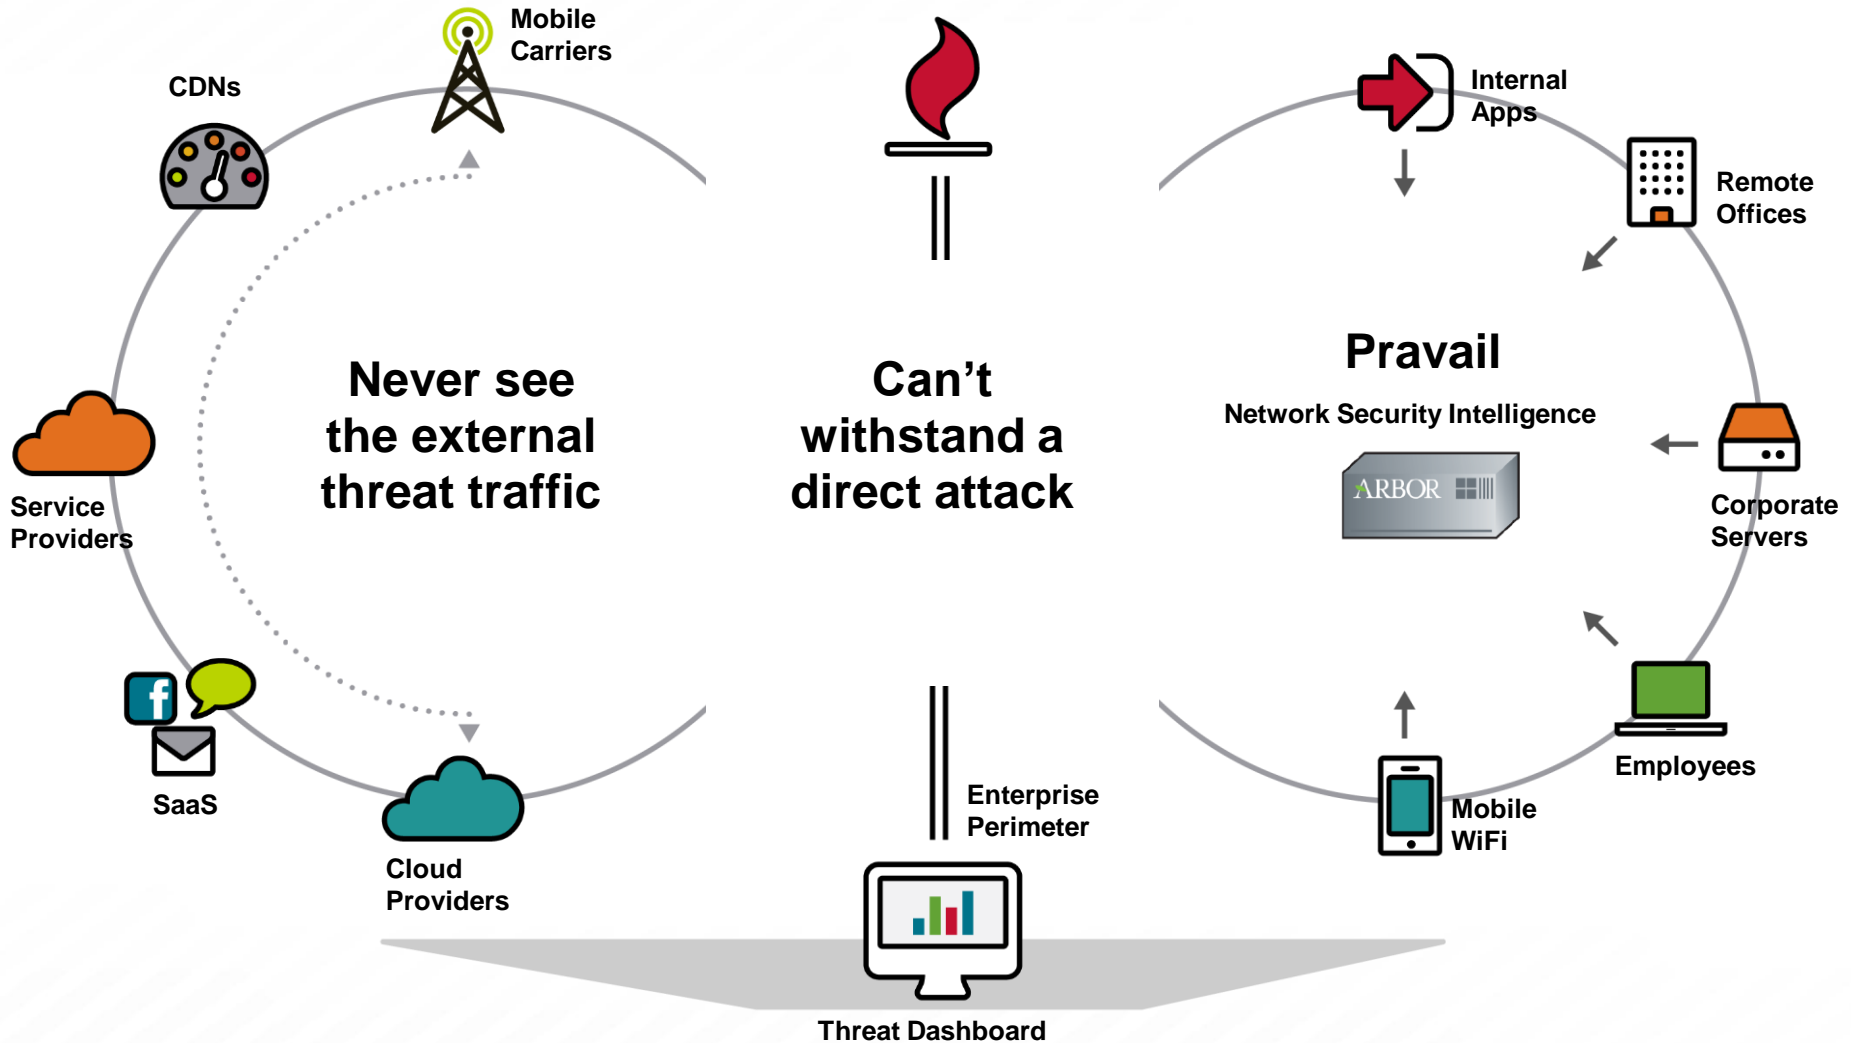 Mobile
Carriers
CDNs
Never see
the external
threat traffic
Service
Providers
f
SaaS
Cloud
Providers
Can't
withstand a
direct attack
Enterprise
Perimeter
Threat Dashboard
Internal
Apps
Remote
Offices
Pravail
Network Security Intelligence
ARBOR
Corporate
Servers
Employees
Mobile
WiFi